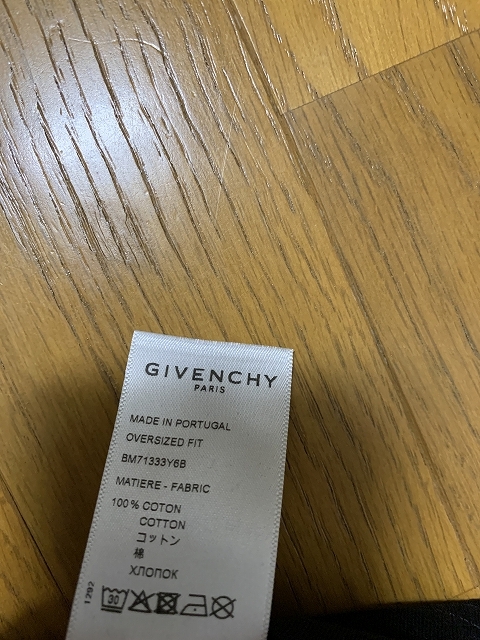 GIVENCHY
PARIS
MADE IN PORTUGAL
OVERSIZED FIT
BM71333Y6B
MATIERE - FABRIC
100 % COTON
COTTON
コットン
棉
ХЛОПОК
1292
30